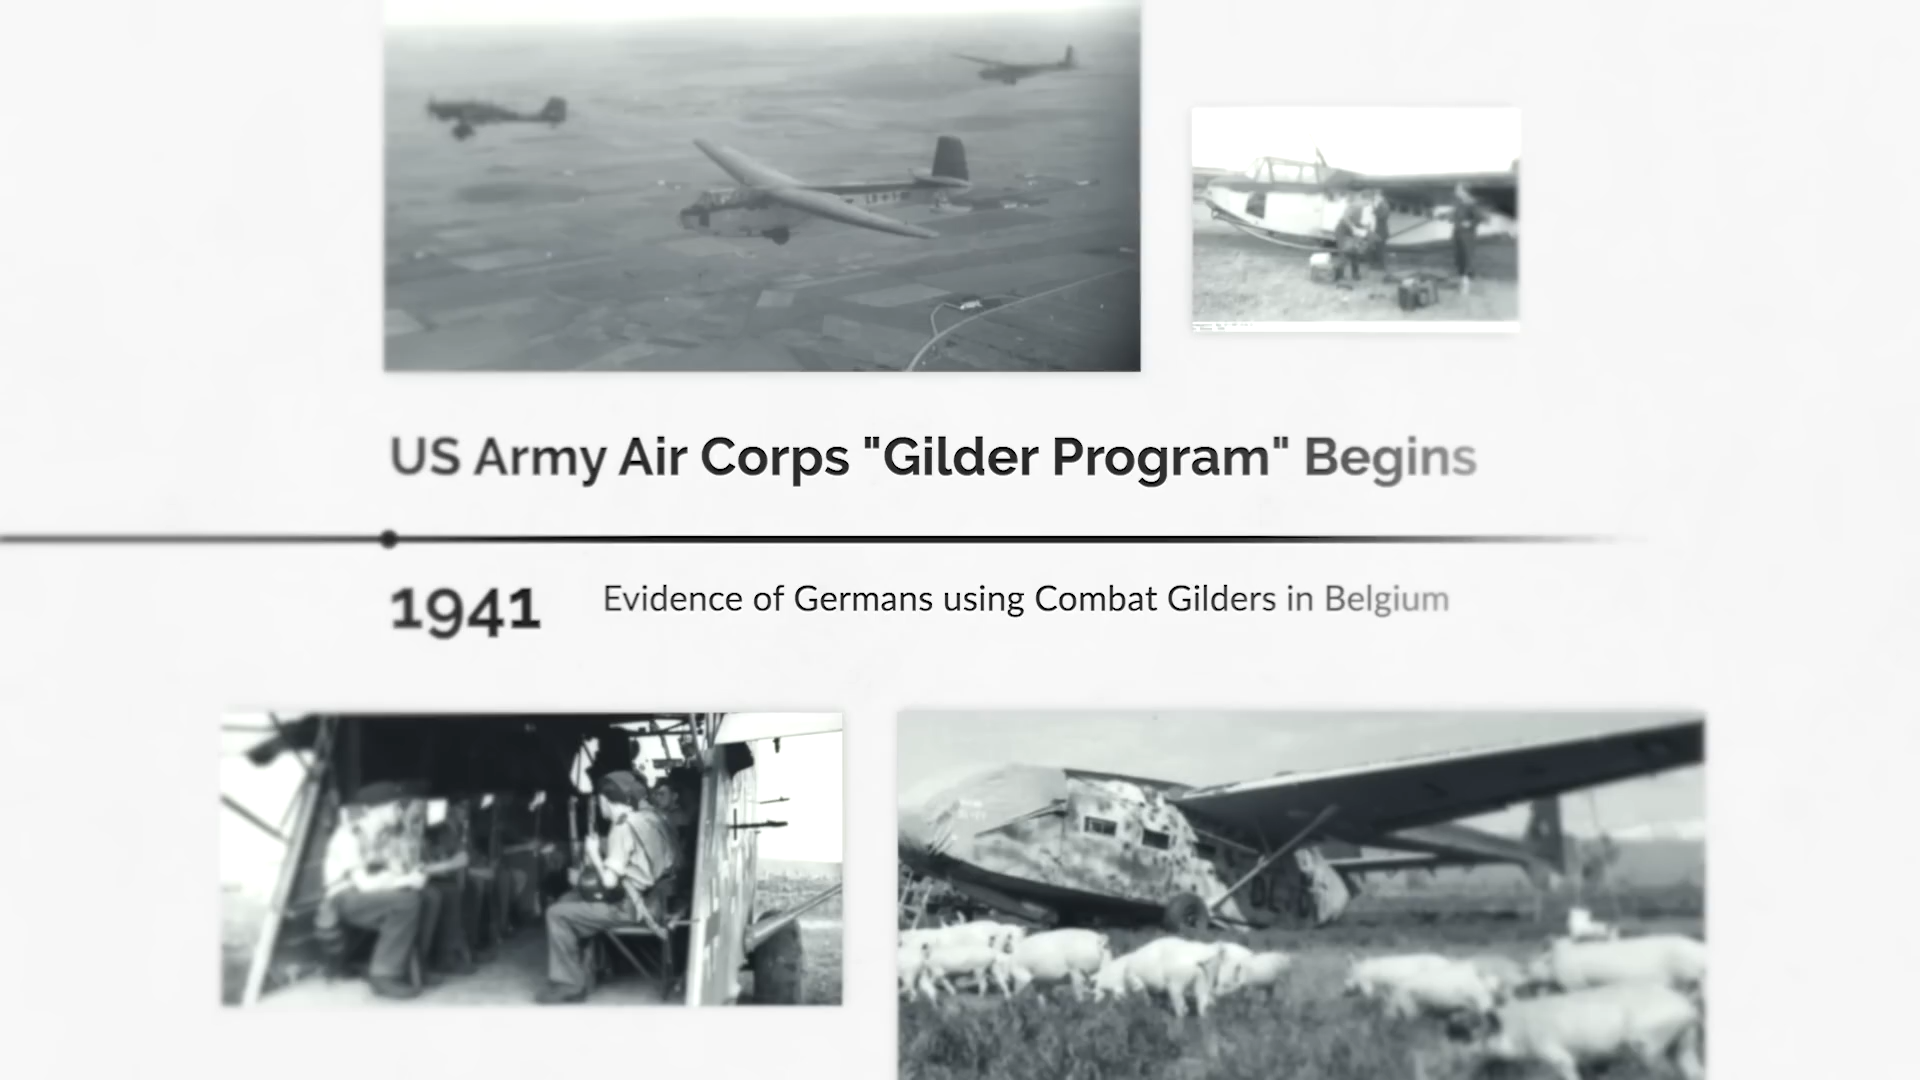 US Army Air Corps "Gilder Program" Begins
1941
Evidence of Germans using Combat Gilders in Belgium